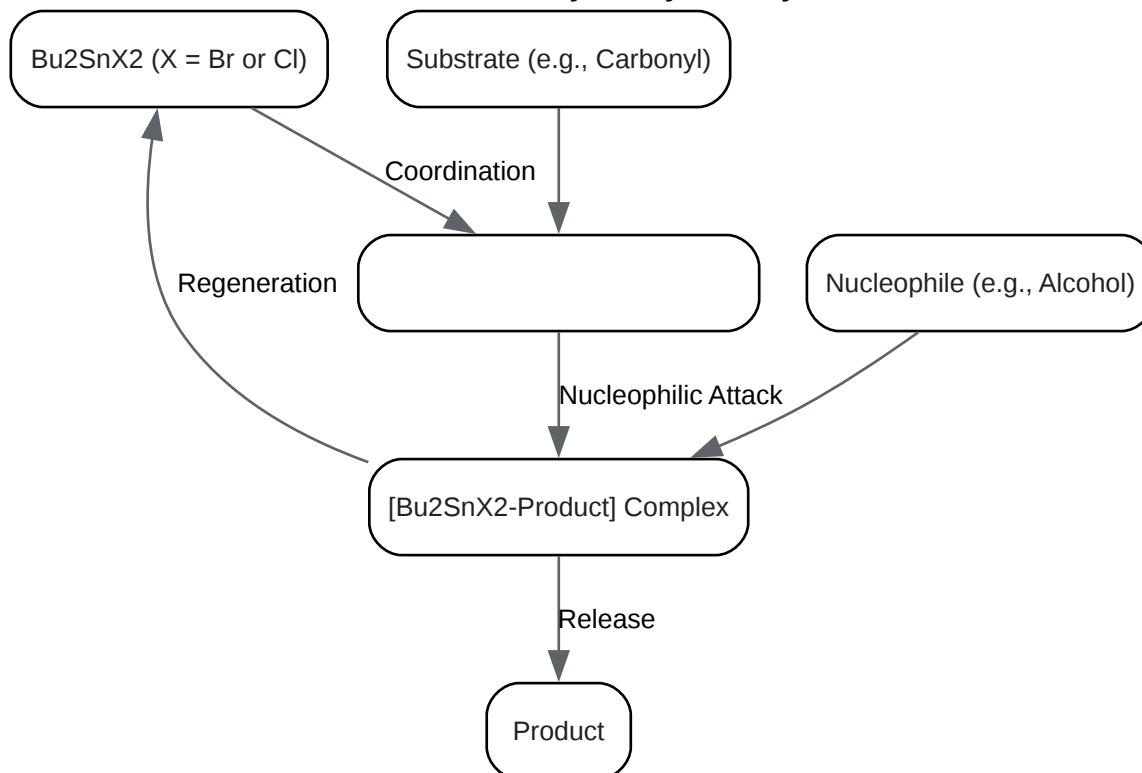 Bu2SnX2 (X = Br or Cl)
Substrate (e.g., Carbonyl)
Coordination
Regeneration
Nucleophile (e.g., Alcohol)
Nucleophilic Attack
[Bu2SnX2-Product] Complex
Release
Product